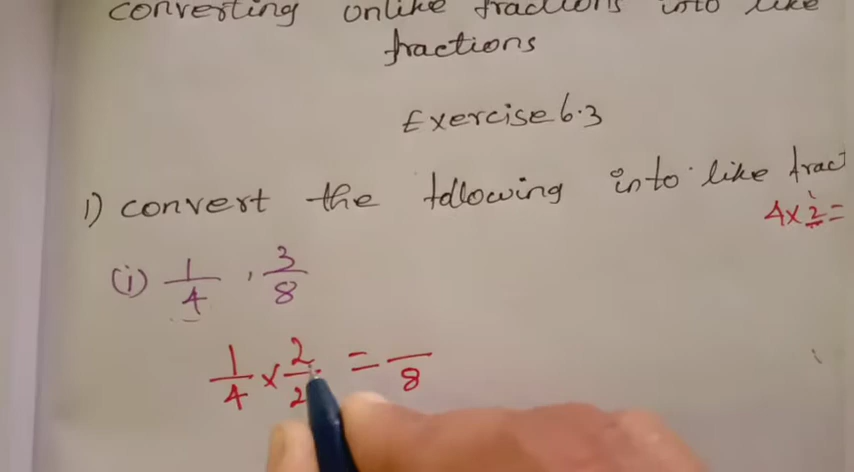 converting unlike fractions into like
fractions
Exercise 6.3
1) convert the following into like fract
4 × 2 =
(i) 1/4 , 3/8
1/4 × 2/2 = /8